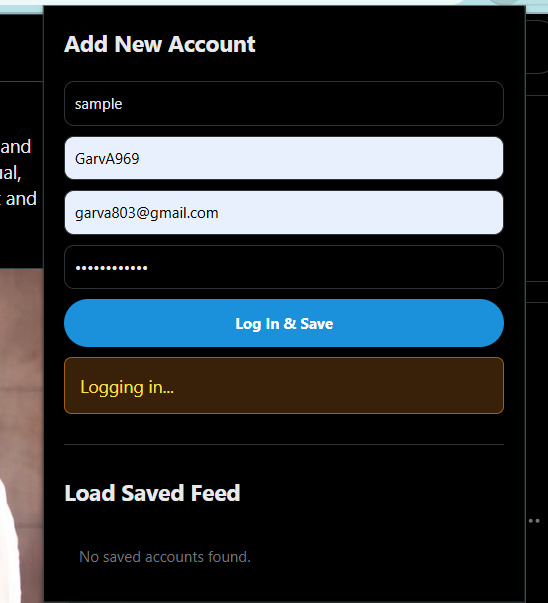 Add New Account
sample
and
GarvA969
ual,
and
garva803@gmail.com
••••••••••••
Log In & Save
Logging in...
Load Saved Feed
No saved accounts found.